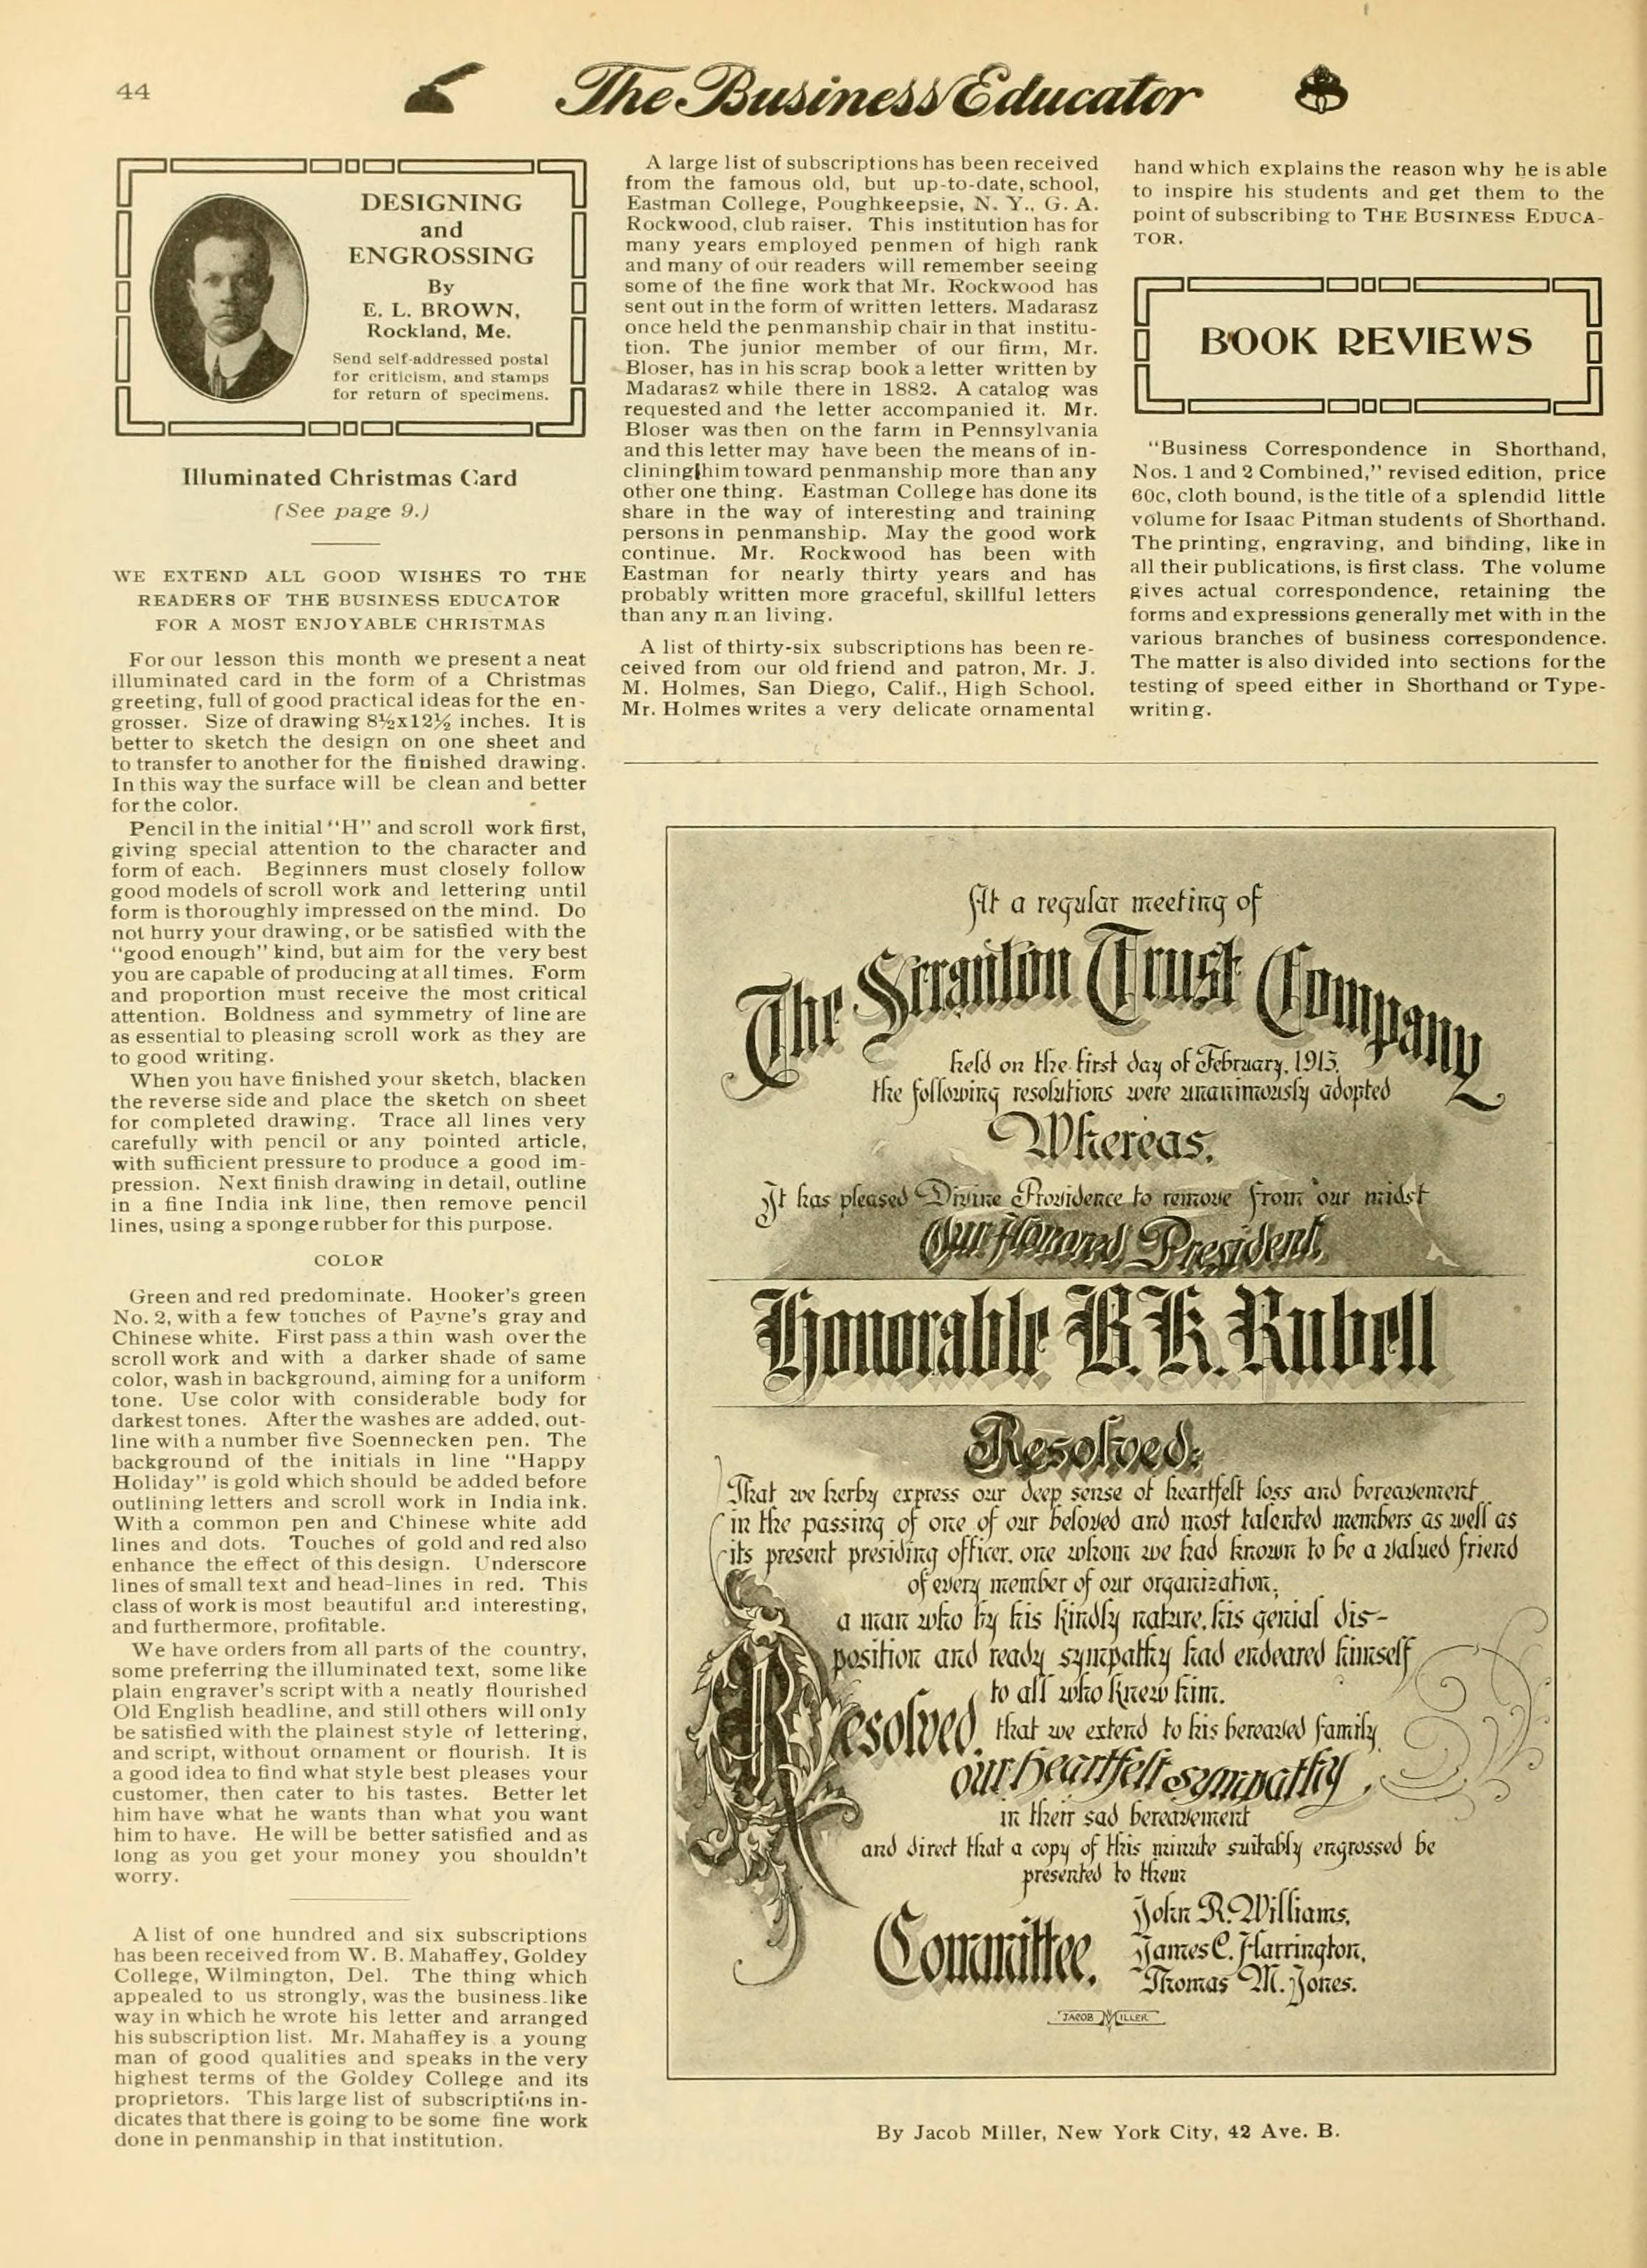 44
The Business Educator
DESIGNING
and
ENGROSSING
By
E. L. BROWN,
Rockland, Me.
Send self-addressed postal
for criticism, and stamps
for return of specimens.
Illuminated Christmas Card
(See page 9.)
WE EXTEND ALL GOOD WISHES TO THE
READERS OF THE BUSINESS EDUCATOR
FOR A MOST ENJOYABLE CHRISTMAS
For our lesson this month we present a neat
illuminated card in the form of a Christmas
greeting, full of good practical ideas for the en-
grosser. Size of drawing 8½x12½ inches. It is
better to sketch the design on one sheet and
to transfer to another for the finished drawing.
In this way the surface will be clean and better
for the color.
Pencil in the initial "H" and scroll work first,
giving special attention to the character and
form of each. Beginners must closely follow
good models of scroll work and lettering until
form is thoroughly impressed on the mind. Do
not hurry your drawing, or be satisfied with the
"good enough" kind, but aim for the very best
you are capable of producing at all times. Form
and proportion must receive the most critical
attention. Boldness and symmetry of line are
as essential to pleasing scroll work as they are
to good writing.
When you have finished your sketch, blacken
the reverse side and place the sketch on sheet
for completed drawing. Trace all lines very
carefully with pencil or any pointed article,
with sufficient pressure to produce a good im-
pression. Next finish drawing in detail, outline
in a fine India ink line, then remove pencil
lines, using a sponge rubber for this purpose.
COLOR
Green and red predominate. Hooker's green
No. 2, with a few touches of Payne's gray and
Chinese white. First pass a thin wash over the
scroll work and with a darker shade of same
color, wash in background, aiming for a uniform
tone. Use color with considerable body for
darkest tones. After the washes are added, out-
line with a number five Soennecken pen. The
background of the initials in line "Happy
Holiday" is gold which should be added before
outlining letters and scroll work in India ink.
With a common pen and Chinese white add
lines and dots. Touches of gold and red also
enhance the effect of this design. Underscore
lines of small text and head-lines in red. This
class of work is most beautiful and interesting,
and furthermore, profitable.
We have orders from all parts of the country,
some preferring the illuminated text, some like
plain engraver's script with a neatly flourished
Old English headline, and still others will only
be satisfied with the plainest style of lettering,
and script, without ornament or flourish. It is
a good idea to find what style best pleases your
customer, then cater to his tastes. Better let
him have what he wants than what you want
him to have. He will be better satisfied and as
long as you get your money you shouldn't
worry.
A list of one hundred and six subscriptions
has been received from W. B. Mahaffey, Goldey
College, Wilmington, Del. The thing which
appealed to us strongly, was the business-like
way in which he wrote his letter and arranged
his subscription list. Mr. Mahaffey is a young
man of good qualities and speaks in the very
highest terms of the Goldey College and its
proprietors. This large list of subscriptions in-
dicates that there is going to be some fine work
done in penmanship in that institution.
A large list of subscriptions has been received
from the famous old, but up-to-date, school,
Eastman College, Poughkeepsie, N. Y., G. A.
Rockwood, club raiser. This institution has for
many years employed penmen of high rank
and many of our readers will remember seeing
some of the fine work that Mr. Rockwood has
sent out in the form of written letters. Madarasz
once held the penmanship chair in that institu-
tion. The junior member of our firm, Mr.
Bloser, has in his scrap book a letter written by
Madarasz while there in 1882. A catalog was
requested and the letter accompanied it. Mr.
Bloser was then on the farm in Pennsylvania
and this letter may have been the means of in-
clining him toward penmanship more than any
other one thing. Eastman College has done its
share in the way of interesting and training
persons in penmanship. May the good work
continue. Mr. Rockwood has been with
Eastman for nearly thirty years and has
probably written more graceful, skillful letters
than any man living.
A list of thirty-six subscriptions has been re-
ceived from our old friend and patron, Mr. J.
M. Holmes, San Diego, Calif., High School.
Mr. Holmes writes a very delicate ornamental
hand which explains the reason why he is able
to inspire his students and get them to the
point of subscribing to THE BUSINESS EDUCA-
TOR.
BOOK REVIEWS
"Business Correspondence in Shorthand,
Nos. 1 and 2 Combined," revised edition, price
60c, cloth bound, is the title of a splendid little
volume for Isaac Pitman students of Shorthand.
The printing, engraving, and binding, like in
all their publications, is first class. The volume
gives actual correspondence, retaining the
forms and expressions generally met with in the
various branches of business correspondence.
The matter is also divided into sections for the
testing of speed either in Shorthand or Type-
writing.
At a regular meeting of
The Scranton Trust Company
held on the first day of February, 1913,
the following resolutions were unanimously adopted
Whereas,
It has pleased Divine Providence to remove from our midst
Our Honored President,
Honorable B. K. Rubell
Resolved;
That we herby express our deep sense of heartfelt loss and bereavement
in the passing of one of our beloved and most talented members as well as
its present presiding officer, one whom we had known to be a valued friend
of every member of our organization;
a man who by his kindly nature, his genial dis-
position and ready sympathy had endeared himself
to all who knew him.
Resolved, that we extend to his bereaved family,
our heartfelt sympathy,
in their sad bereavement
and direct that a copy of this minute suitably engrossed be
presented to them
Committee.
John R. Williams,
James C. Harrington,
Thomas M. Jones.
JACOB MILLER
By Jacob Miller, New York City, 42 Ave. B.